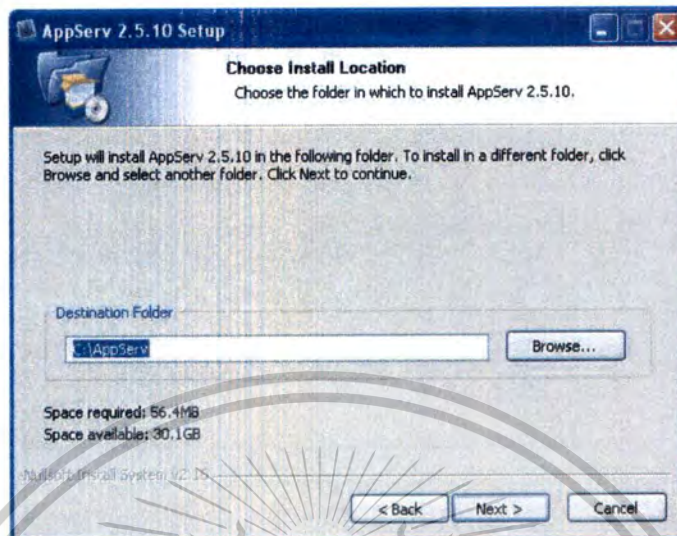 AppServ 2.5.10 Setup
Choose Install Location
Choose the folder in which to install AppServ 2.5.10.
Setup will install AppServ 2.5.10 in the following folder. To install in a different folder, click
Browse and select another folder. Click Next to continue.
Destination Folder
C:\AppServ
Browse...
Space required: 56.4MB
Space available: 30.1GB
Nullsoft Install System
< Back
Next >
Cancel